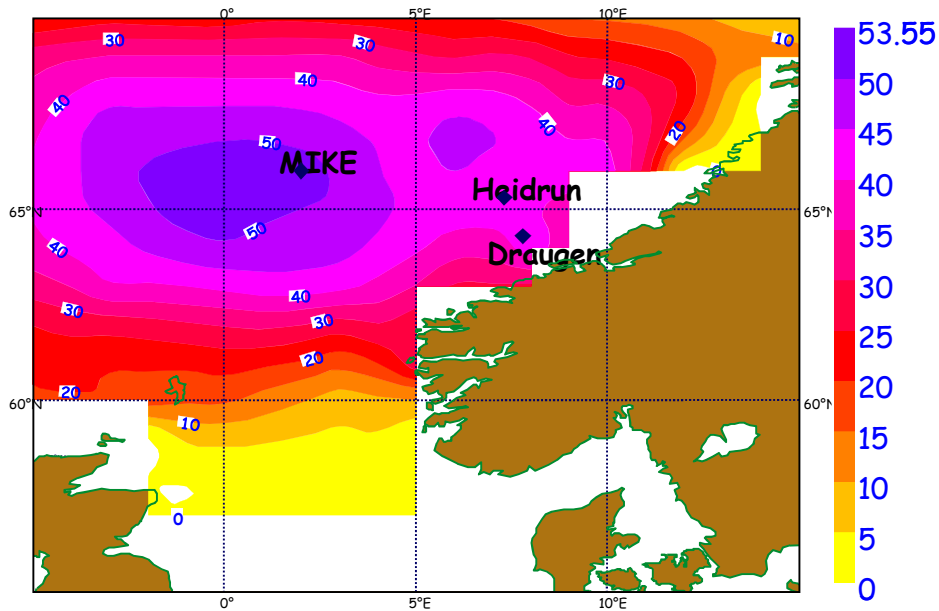 0° 5°E 10°E
30 30 10
53.55
40 30 50
40 40 20 45
50 0
MIKE 40
Heidrun
65°N 65°N
50 35
40 Draugen
30
40
30 30 25
20
20 20
60°N 60°N
10 15
10
0 5
0
0° 5°E 10°E